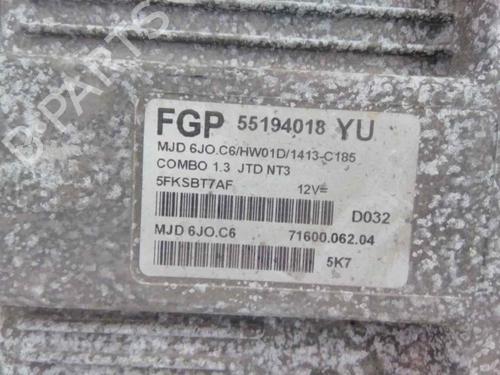 FGP 55194018 YU
MJD 6JO.C6/HW01D/1413-C185
COMBO 1.3 JTD NT3
5FKSBT7AF 12V=
D032
MJD 6JO.C6 71600.062.04
5K7
B-PARTS